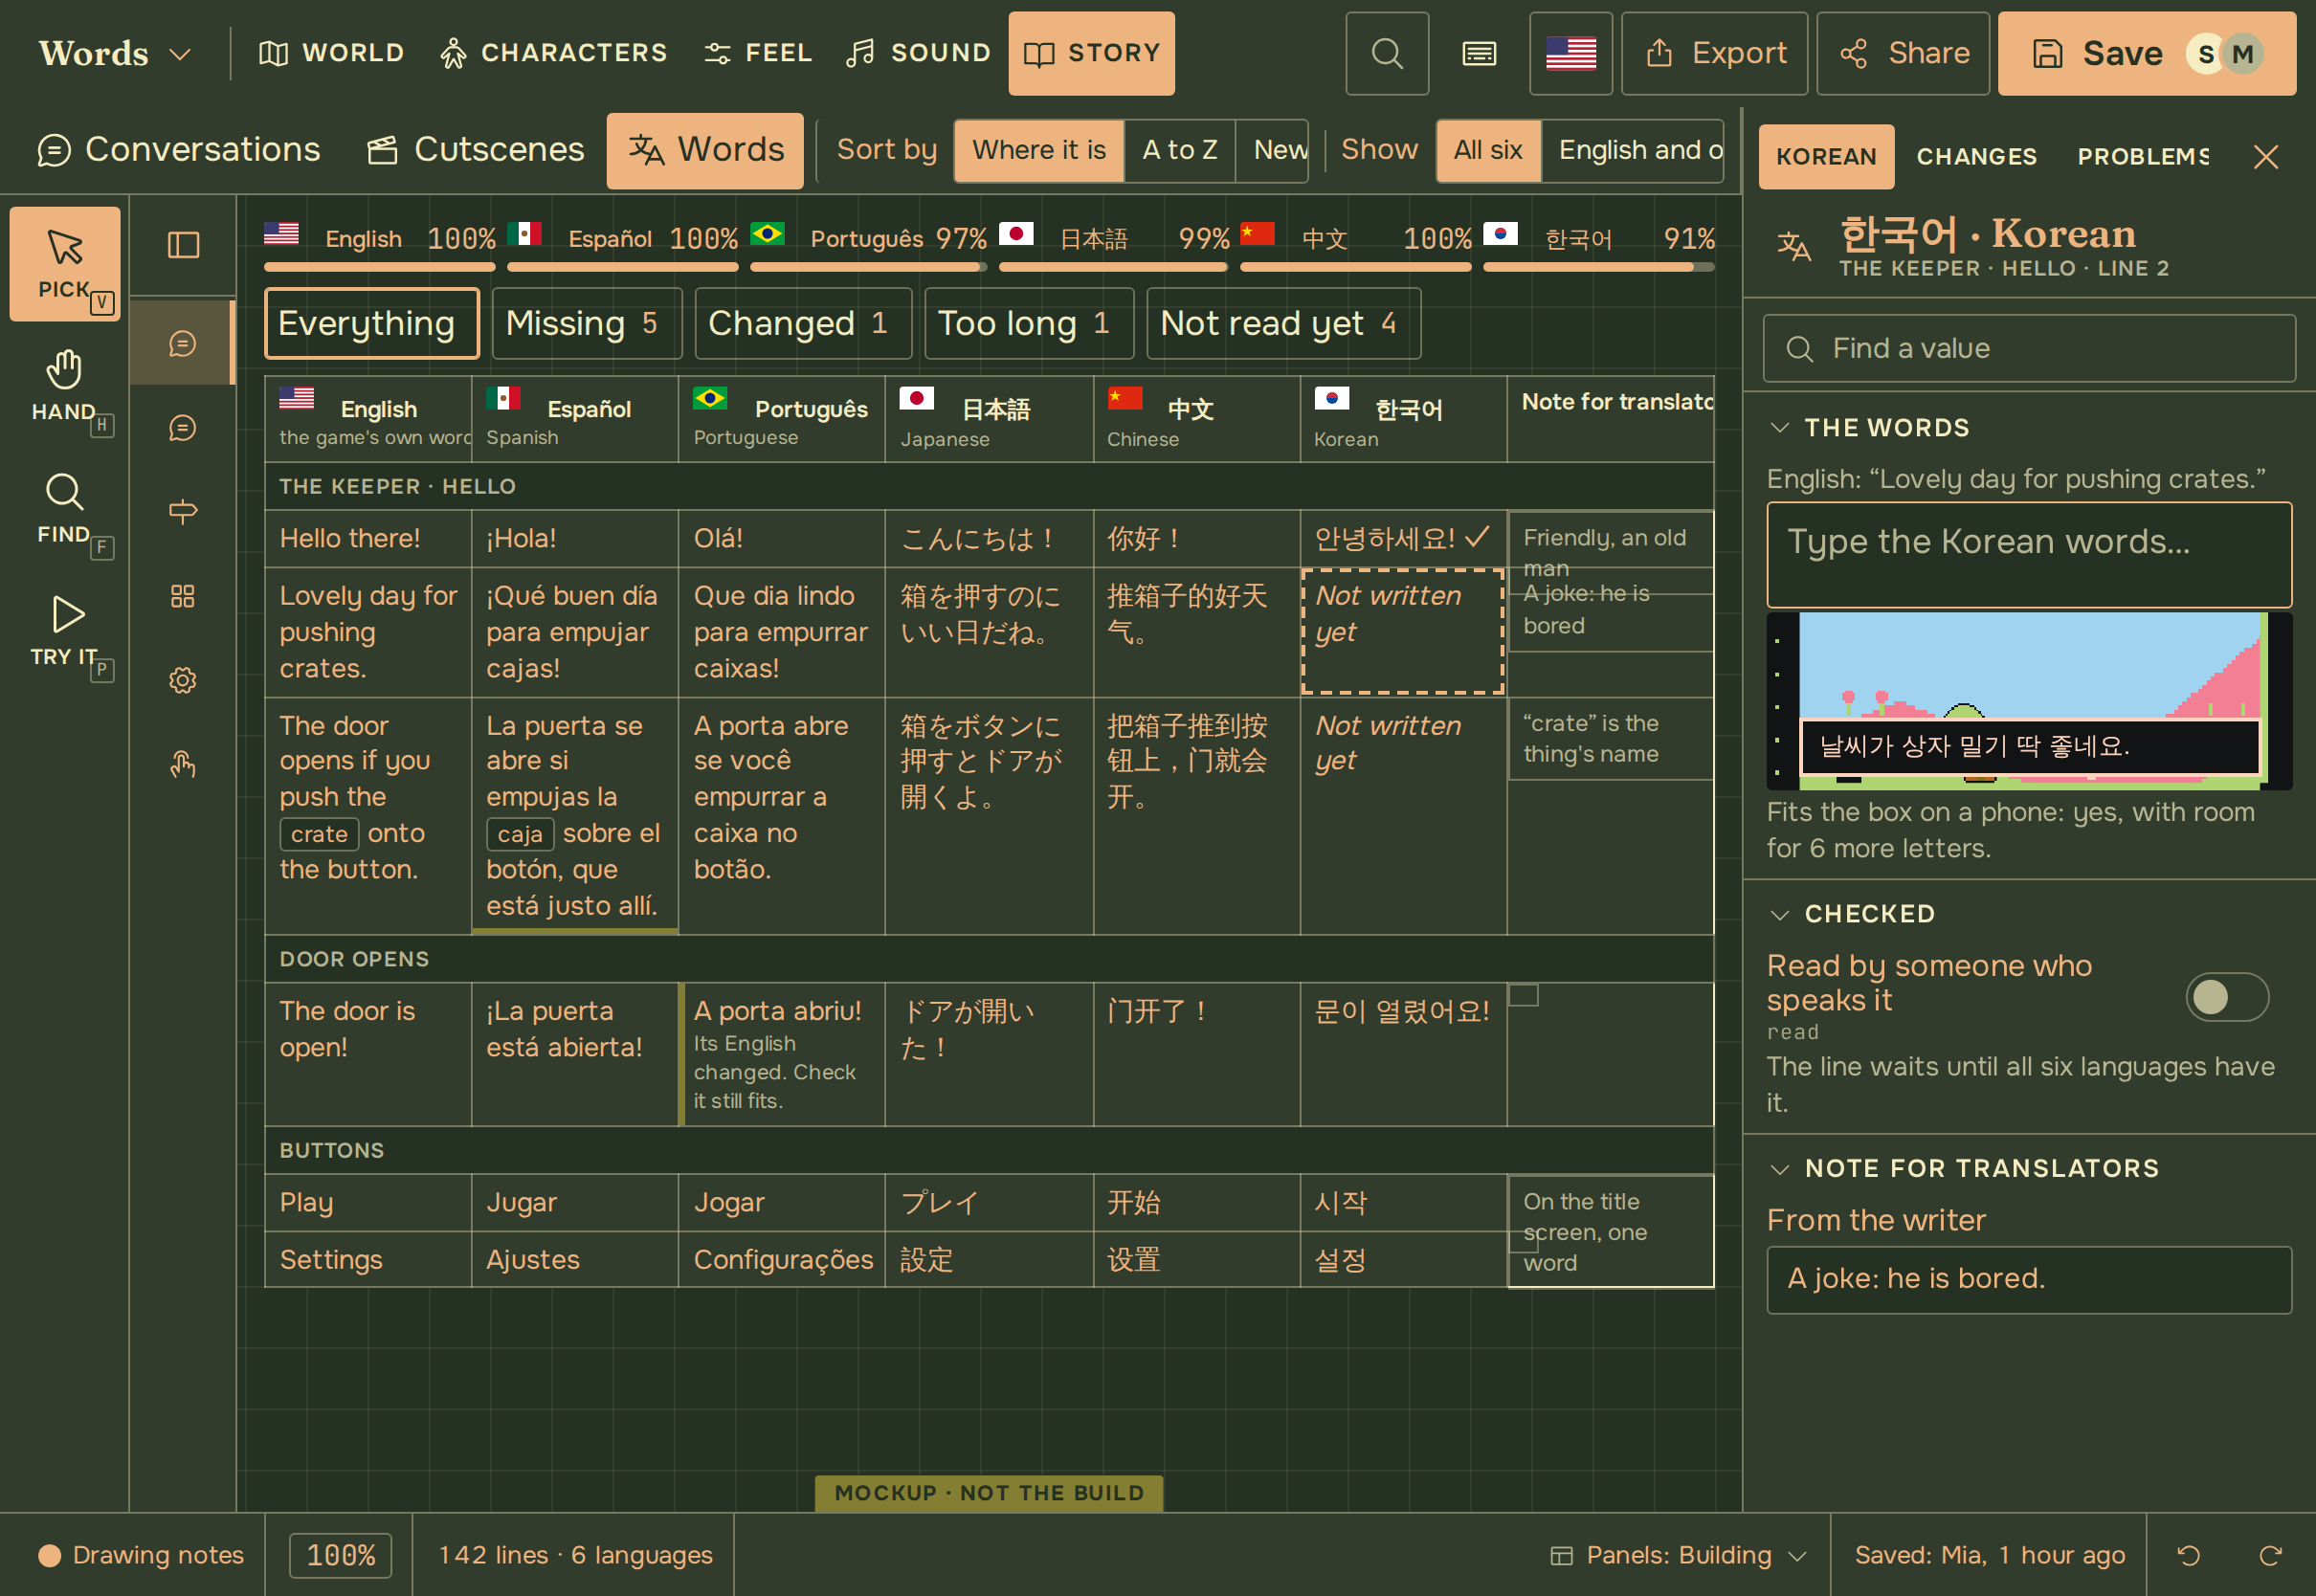 Words
WORLD
CHARACTERS
FEEL
SOUND
STORY
Export
Share
Save
S
M
Conversations
Cutscenes
Words
Sort by
Where it is
A to Z
New
Show
All six
English and o
KOREAN
CHANGES
PROBLEMS
PICK
V
HAND
H
FIND
F
TRY IT
P
English 100%
Español 100%
Português 97%
日本語 99%
中文 100%
한국어 91%
Everything
Missing 5
Changed 1
Too long 1
Not read yet 4
English
the game's own word
Español
Spanish
Português
Portuguese
日本語
Japanese
中文
Chinese
한국어
Korean
Note for translato
THE KEEPER · HELLO
Hello there!
¡Hola!
Olá!
こんにちは！
你好！
안녕하세요!
Friendly, an old
man
Lovely day for
pushing
crates.
¡Qué buen día
para empujar
cajas!
Que dia lindo
para empurrar
caixas!
箱を押すのに
いい日だね。
推箱子的好天
气。
Not written
yet
A joke: he is
bored
The door
opens if you
push the
crate onto
the button.
La puerta se
abre si
empujas la
caja sobre el
botón, que
está justo allí.
A porta abre
se você
empurrar a
caixa no
botão.
箱をボタンに
押すとドアが
開くよ。
把箱子推到按
钮上，门就会
开。
Not written
yet
“crate” is the
thing's name
DOOR OPENS
The door is
open!
¡La puerta
está abierta!
A porta abriu!
Its English
changed. Check
it still fits.
ドアが開い
た！
门开了！
문이 열렸어요!
BUTTONS
Play
Jugar
Jogar
プレイ
开始
시작
On the title
screen, one
word
Settings
Ajustes
Configurações
設定
设置
설정
한국어 · Korean
THE KEEPER · HELLO · LINE 2
Find a value
THE WORDS
English: “Lovely day for pushing crates.”
Type the Korean words...
날씨가 상자 밀기 딱 좋네요.
Fits the box on a phone: yes, with room
for 6 more letters.
CHECKED
Read by someone who
speaks it
read
The line waits until all six languages have
it.
NOTE FOR TRANSLATORS
From the writer
A joke: he is bored.
MOCKUP · NOT THE BUILD
Drawing notes
100%
142 lines · 6 languages
Panels: Building
Saved: Mia, 1 hour ago